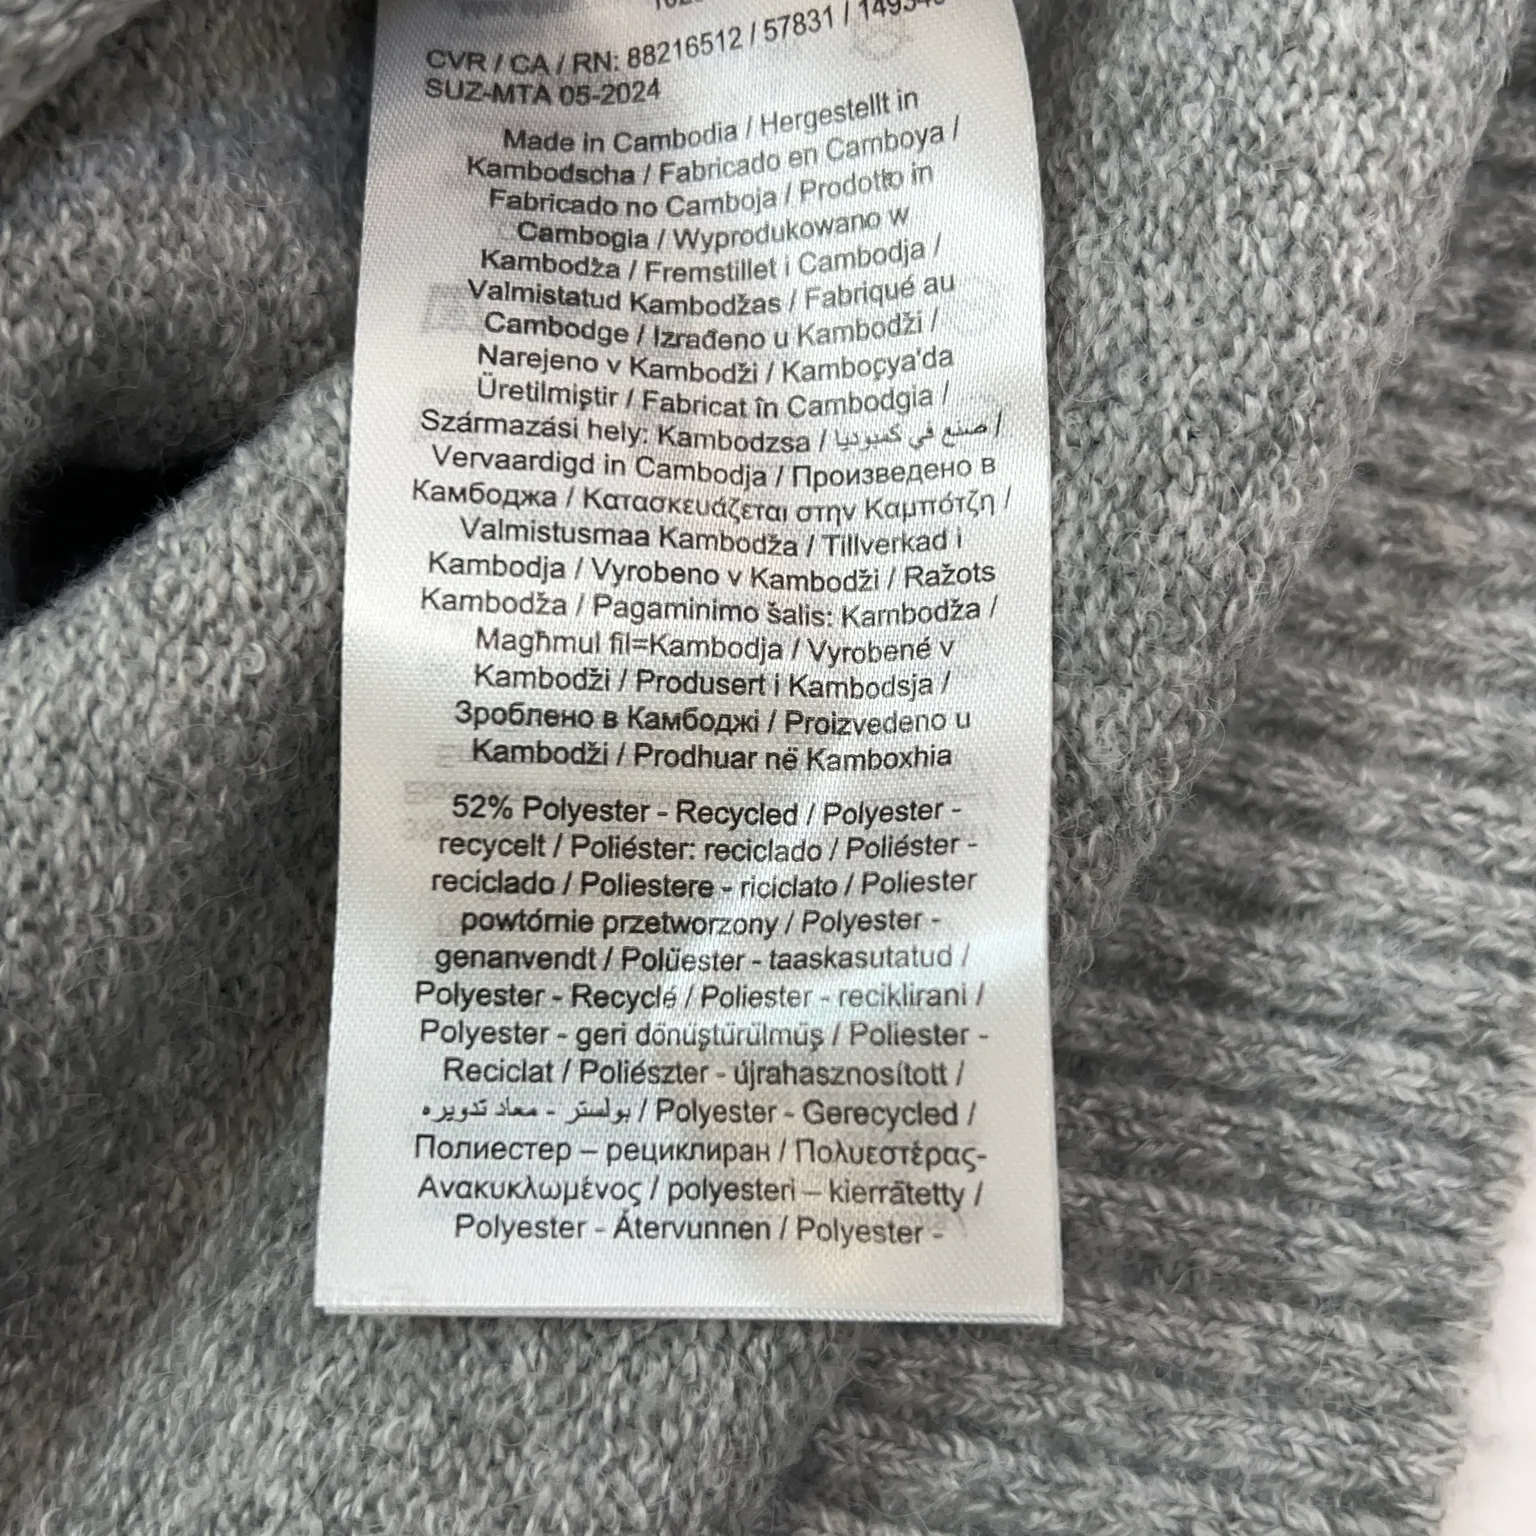 CVR / CA / RN: 88216512 / 57831 /
SUZ-MTA 05-2024
Made in Cambodia / Hergestellt in
Kambodscha / Fabricado en Camboya /
Fabricado no Camboja / Prodotto in
Cambogia / Wyprodukowano w
Kambodża / Fremstillet i Cambodja /
Valmistatud Kambodžas / Fabriqué au
Cambodge / Izrađeno u Kambodži /
Narejeno v Kambodži / Kamboçya'da
Üretilmiştir / Fabricat în Cambodgia /
Származási hely: Kambodzsa / صنع في كمبوديا /
Vervaardigd in Cambodja / Произведено в
Камбоджа / Κατασκευάζεται στην Καμπότζη /
Valmistusmaa Kambodža / Tillverkad i
Kambodja / Vyrobeno v Kambodži / Ražots
Kambodža / Pagaminimo šalis: Kambodža /
Magħmul fil=Kambodja / Vyrobené v
Kambodži / Produsert i Kambodsja /
Зроблено в Камбоджі / Proizvedeno u
Kambodži / Prodhuar në Kamboxhia
52% Polyester - Recycled / Polyester -
recycelt / Poliéster: reciclado / Poliéster -
reciclado / Poliestere - riciclato / Poliester
powtórnie przetworzony / Polyester -
genanvendt / Polüester - taaskasutatud /
Polyester - Recyclé / Poliester - reciklirani /
Polyester - geri dönüştürülmüş / Poliester -
Reciclat / Poliészter - újrahasznosított /
بولستر - معاد تدويره / Polyester - Gerecycled /
Полиестер – рециклиран / Πολυεστέρας-
Ανακυκλωμένος / polyesteri – kierrätetty /
Polyester - Återvunnen / Polyester -